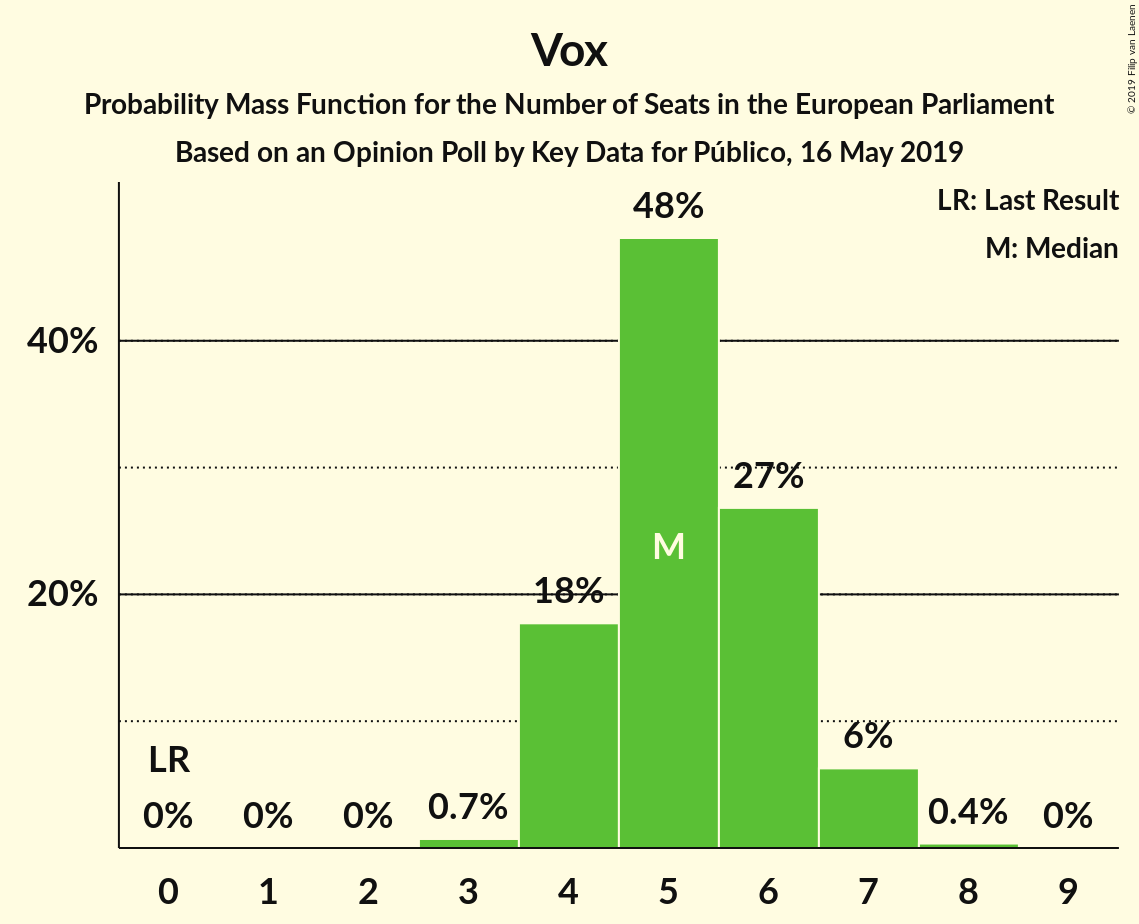 Vox
Probability Mass Function for the Number of Seats in the European Parliament
Based on an Opinion Poll by Key Data for Público, 16 May 2019
© 2019 Filip van Laenen
LR: Last Result
M: Median
48%
40%
27%
M
20%
18%
6%
LR
0%
0%
0%
0.7%
0.4%
0%
0 1 2 3 4 5 6 7 8 9